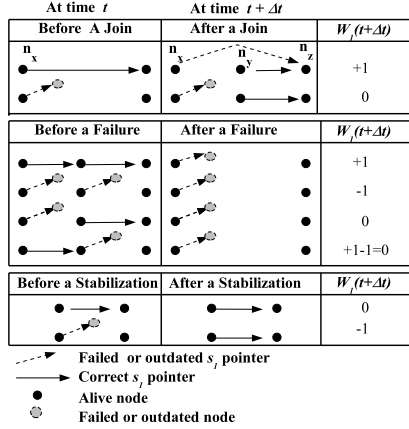 At time t At time t + Δt
Before A Join After a Join W1(t+Δt)
nx nx ny nz
+1
0
Before a Failure After a Failure W1(t+Δt)
+1
-1
0
+1-1=0
Before a Stabilization After a Stabilization W1(t+Δt)
0
-1
Failed or outdated s1 pointer
Correct s1 pointer
Alive node
Failed or outdated node